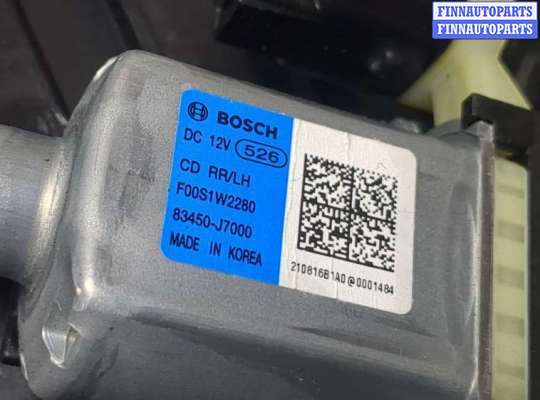 FINNAUTOPARTS
FINNAUTOPARTS
BOSCH
DC 12V 526
CD RR/LH
F00S1W2280
83450-J7000
MADE IN KOREA
210816B1A0@0001484